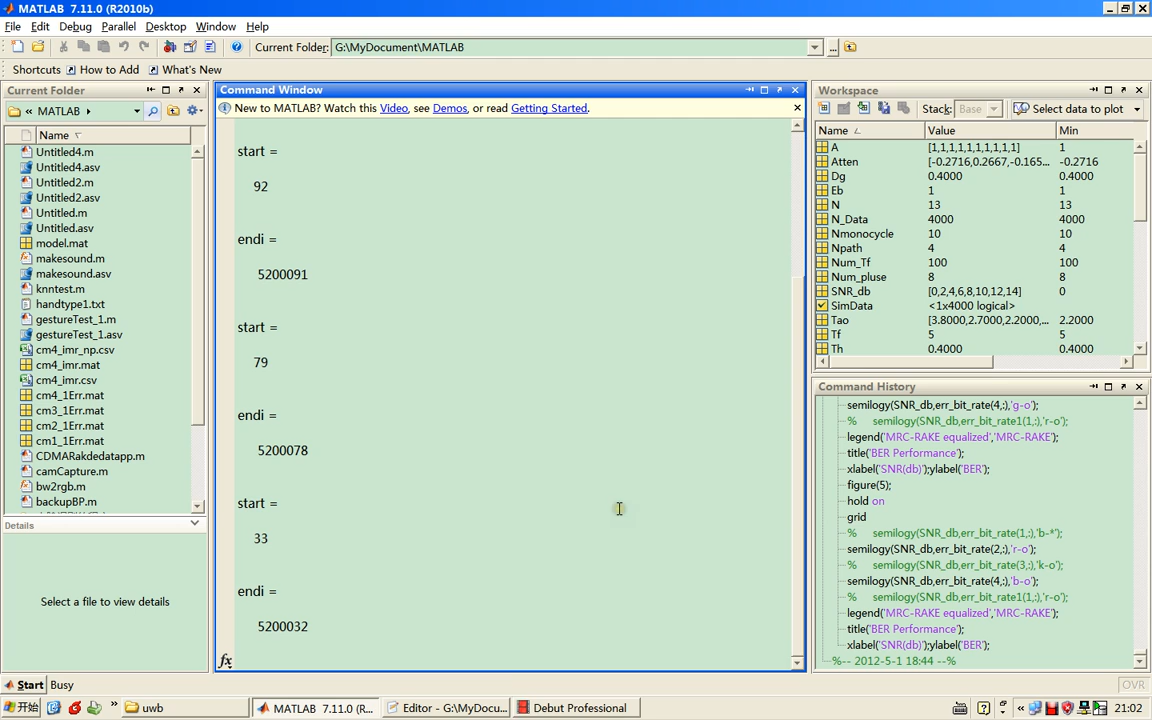 MATLAB 7.11.0 (R2010b)
File Edit Debug Parallel Desktop Window Help
Current Folder: G:\MyDocument\MATLAB
Shortcuts How to Add What's New
Current Folder
« MATLAB
Name
Untitled4.m
Untitled4.asv
Untitled2.m
Untitled2.asv
Untitled.m
Untitled.asv
model.mat
makesound.m
makesound.asv
knntest.m
handtype1.txt
gestureTest_1.m
gestureTest_1.asv
cm4_imr_np.csv
cm4_imr.mat
cm4_imr.csv
cm4_1Err.mat
cm3_1Err.mat
cm2_1Err.mat
cm1_1Err.mat
CDMARakdedatapp.m
camCapture.m
bw2rgb.m
backupBP.m
Details
Select a file to view details
Command Window
New to MATLAB? Watch this Video, see Demos, or read Getting Started.
start =
92
endi =
5200091
start =
79
endi =
5200078
start =
33
endi =
5200032
fx
Workspace
Stack: Base Select data to plot
Name Value Min
A [1,1,1,1,1,1,1,1,1,1] 1
Atten [-0.2716,0.2667,-0.165... -0.2716
Dg 0.4000 0.4000
Eb 1 1
N 13 13
N_Data 4000 4000
Nmonocycle 10 10
Npath 4 4
Num_Tf 100 100
Num_pluse 8 8
SNR_db [0,2,4,6,8,10,12,14] 0
SimData <1x4000 logical>
Tao [3.8000,2.7000,2.2000,... 2.2000
Tf 5 5
Th 0.4000 0.4000
Command History
semilogy(SNR_db,err_bit_rate(4,:),'g-o');
% semilogy(SNR_db,err_bit_rate1(1,:),'r-o');
legend('MRC-RAKE equalized','MRC-RAKE');
title('BER Performance');
xlabel('SNR(db)');ylabel('BER');
figure(5);
hold on
grid
% semilogy(SNR_db,err_bit_rate(1,:),'b-*');
semilogy(SNR_db,err_bit_rate(2,:),'r-o');
% semilogy(SNR_db,err_bit_rate(3,:),'k-o');
semilogy(SNR_db,err_bit_rate(4,:),'b-o');
% semilogy(SNR_db,err_bit_rate1(1,:),'r-o');
legend('MRC-RAKE equalized','MRC-RAKE');
title('BER Performance');
xlabel('SNR(db)');ylabel('BER');
%-- 2012-5-1 18:44 --%
Start Busy OVR
开始 » uwb MATLAB 7.11.0 (R... Editor - G:\MyDocu... Debut Professional « 21:02